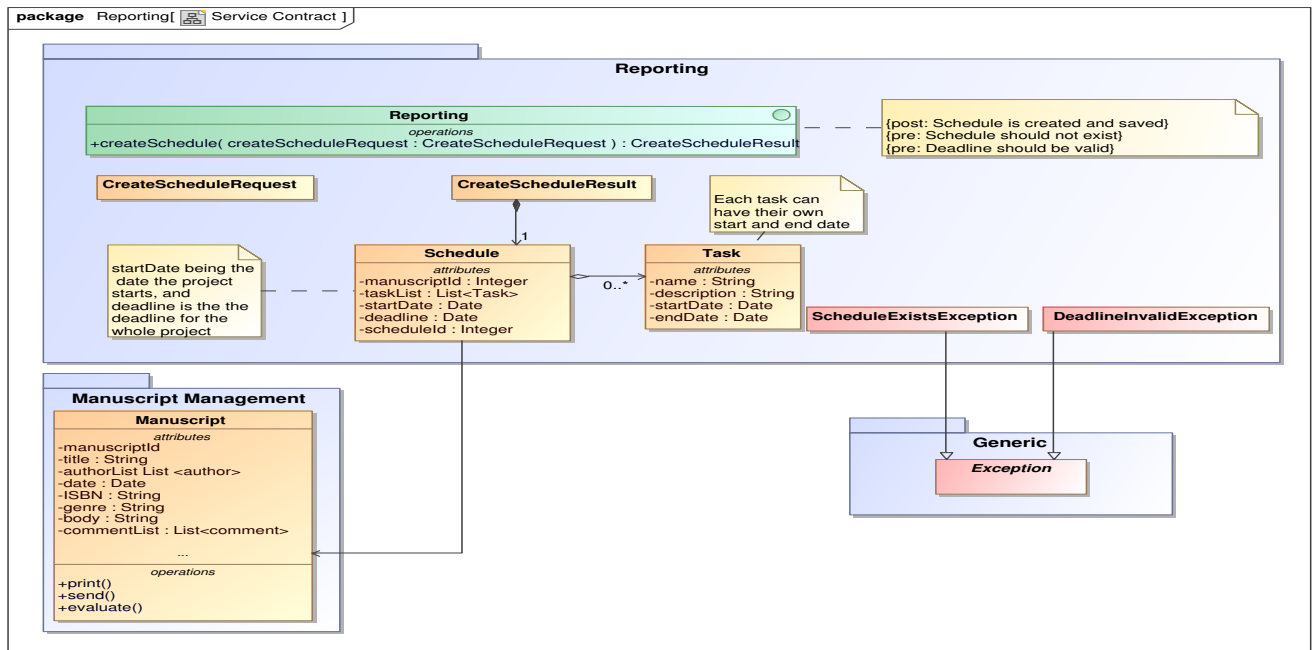 package Reporting[ Service Contract ]
Reporting
Reporting
operations
+createSchedule( createScheduleRequest : CreateScheduleRequest ) : CreateScheduleResult
{post: Schedule is created and saved}
{pre: Schedule should not exist}
{pre: Deadline should be valid}
CreateScheduleRequest
CreateScheduleResult
Each task can
have their own
start and end date
1
startDate being the
date the project
starts, and
deadline is the the
deadline for the
whole project
Schedule
attributes
-manuscriptId : Integer
-taskList : List<Task>
-startDate : Date
-deadline : Date
-scheduleId : Integer
0..*
Task
attributes
-name : String
-description : String
-startDate : Date
-endDate : Date
ScheduleExistsException
DeadlineInvalidException
Manuscript Management
Manuscript
attributes
-manuscriptId
-title : String
-authorList List <author>
-date : Date
-ISBN : String
-genre : String
-body : String
-commentList : List<comment>
...
operations
+print()
+send()
+evaluate()
Generic
Exception